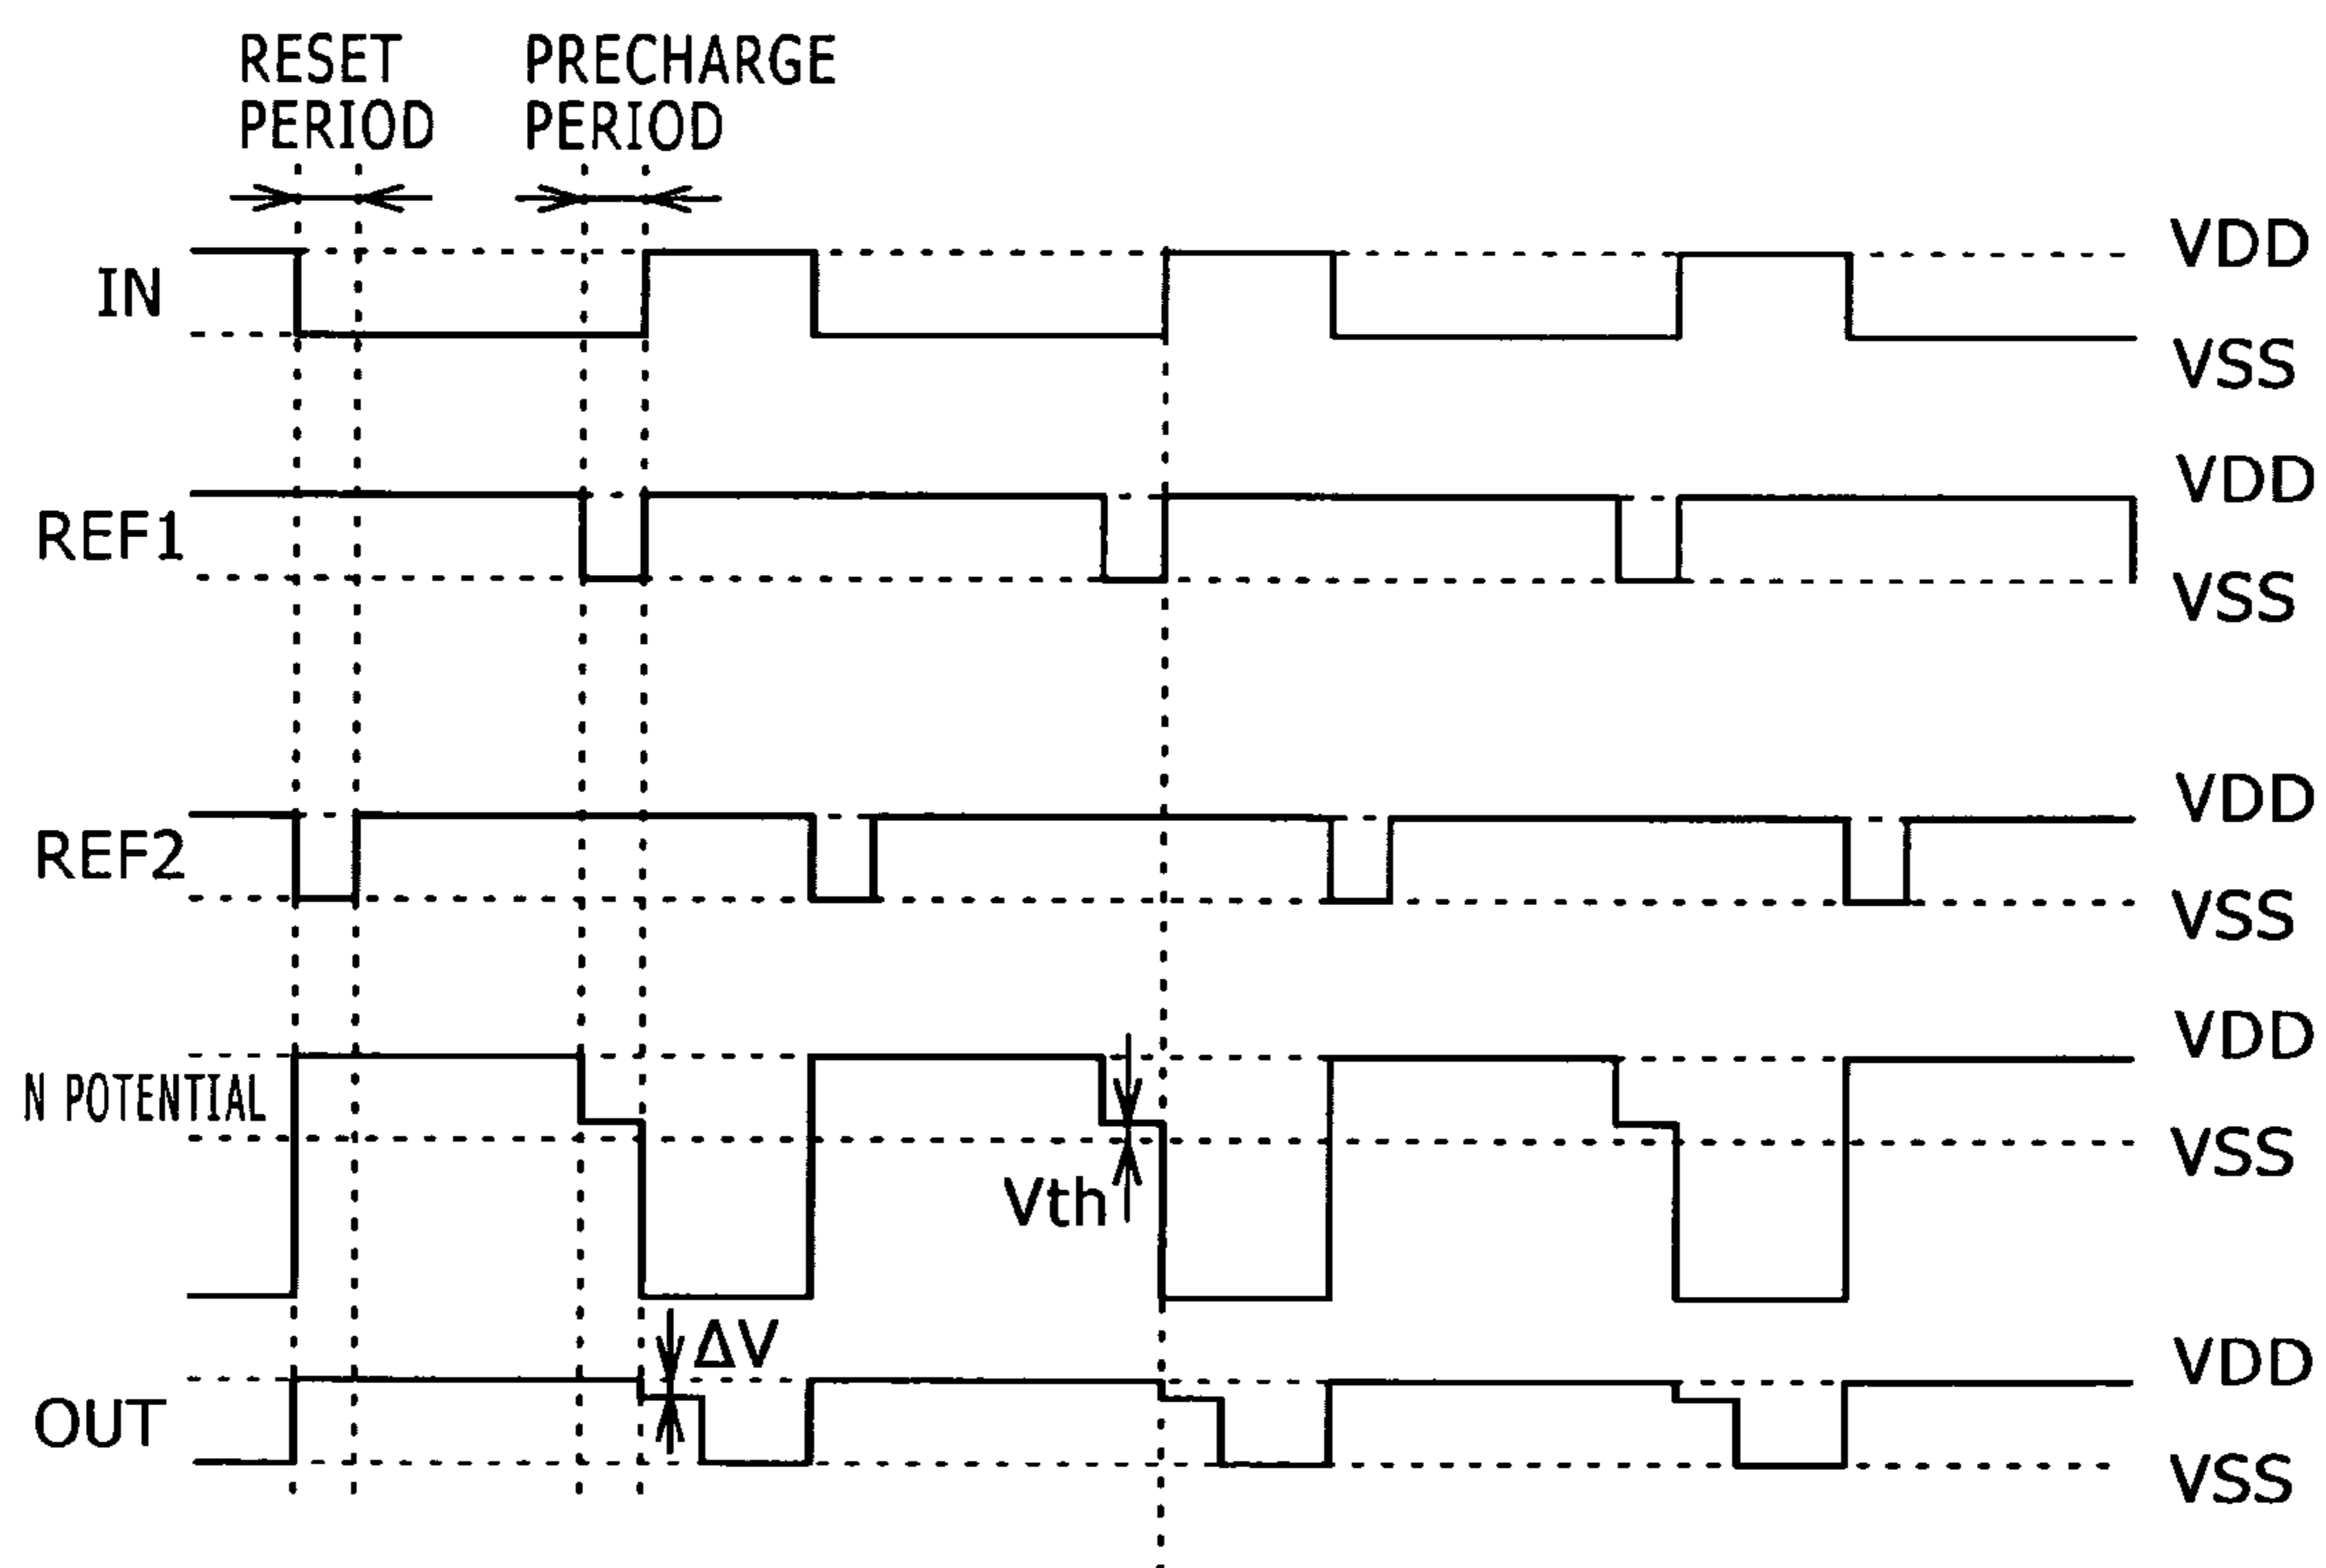 RESET
PERIOD
PRECHARGE
PERIOD
IN
VDD
VSS
REF1
VDD
VSS
REF2
VDD
VSS
N POTENTIAL
VDD
VSS
Vth
ΔV
OUT
VDD
VSS